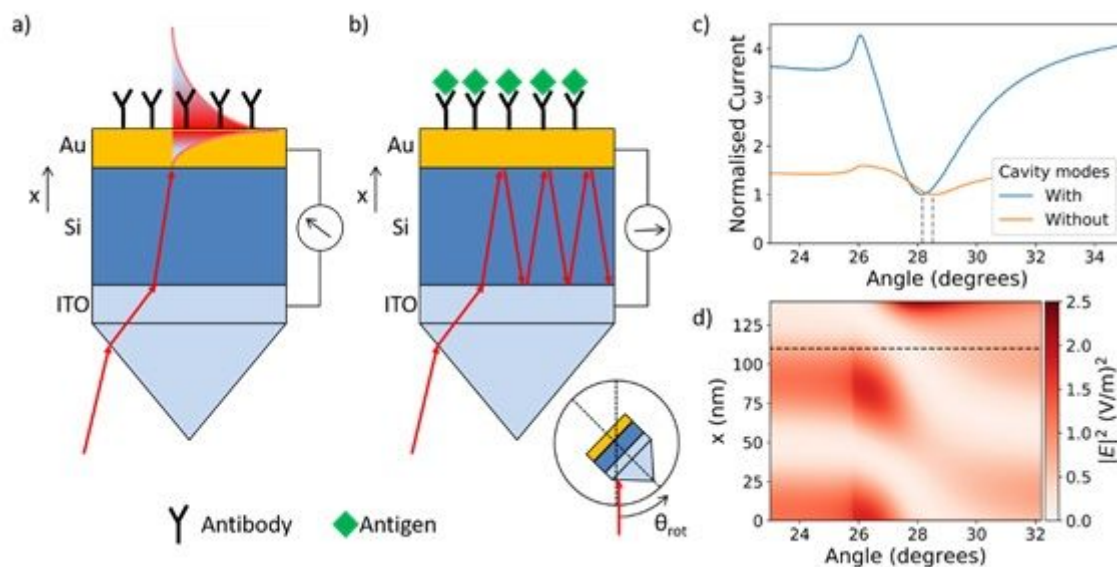 a)
Au
x
Si
ITO
b)
Au
x
Si
ITO
θrot
Antibody
Antigen
c)
Normalised Current
4
3
2
1
0
Cavity modes
With
Without
24 26 28 30 32 34
Angle (degrees)
d)
x (nm)
125
100
75
50
25
0
24 26 28 30 32
Angle (degrees)
2.5
2.0
1.5
1.0
0.5
0.0
|E|² (V/m)²